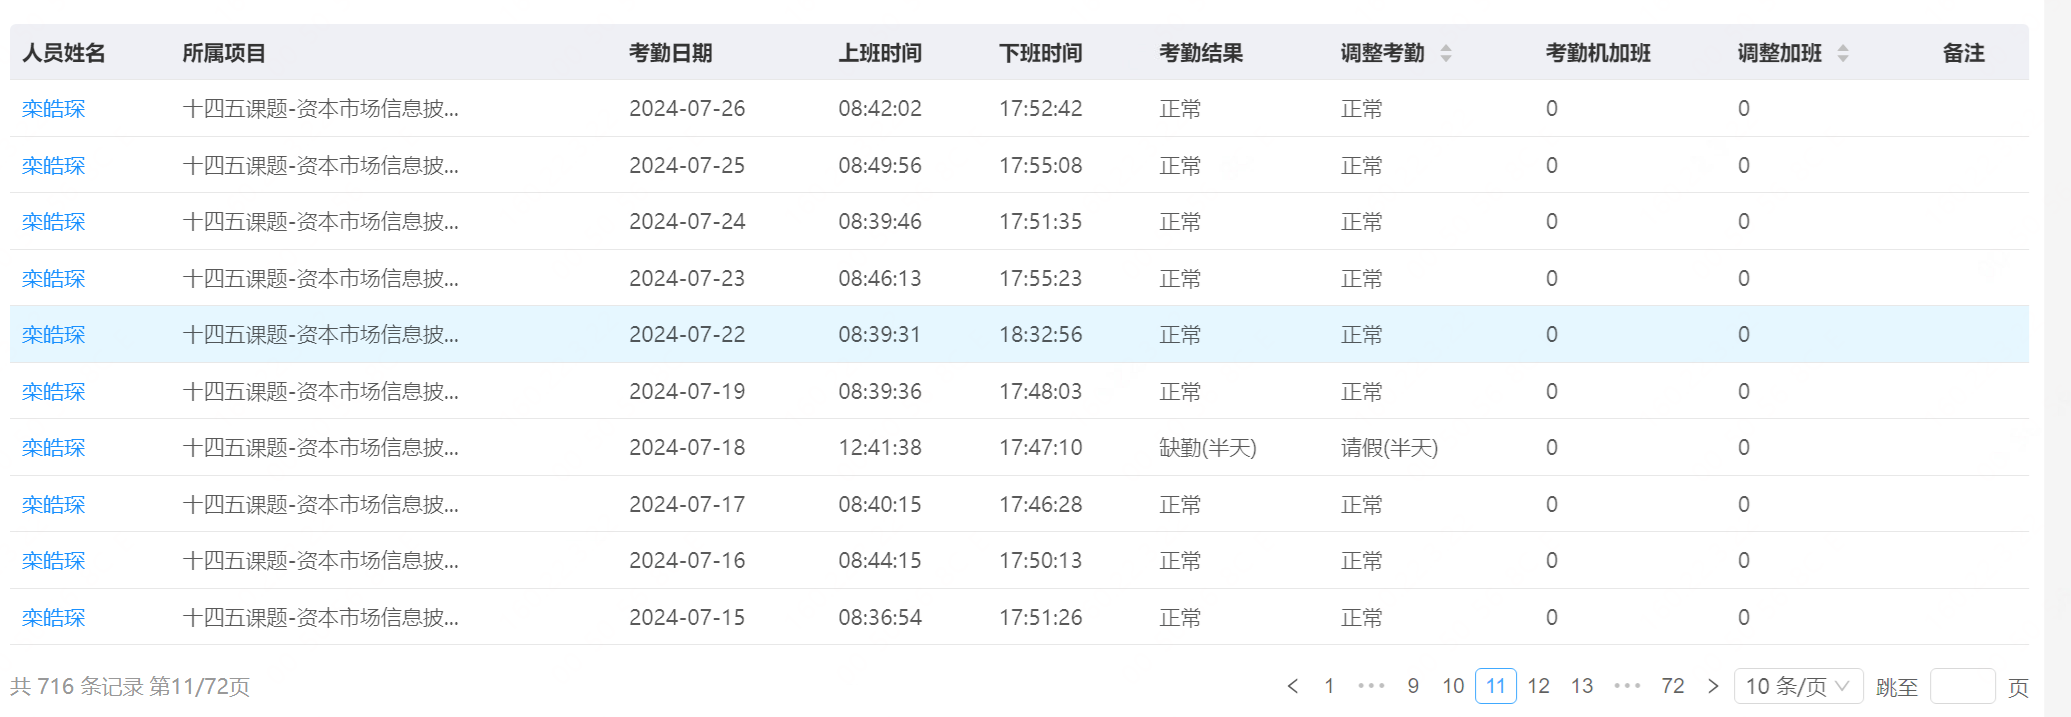 人员姓名 所属项目 考勤日期 上班时间 下班时间 考勤结果 调整考勤 考勤机加班 调整加班 备注
栾皓琛 十四五课题-资本市场信息披... 2024-07-26 08:42:02 17:52:42 正常 正常 0 0
栾皓琛 十四五课题-资本市场信息披... 2024-07-25 08:49:56 17:55:08 正常 正常 0 0
栾皓琛 十四五课题-资本市场信息披... 2024-07-24 08:39:46 17:51:35 正常 正常 0 0
栾皓琛 十四五课题-资本市场信息披... 2024-07-23 08:46:13 17:55:23 正常 正常 0 0
栾皓琛 十四五课题-资本市场信息披... 2024-07-22 08:39:31 18:32:56 正常 正常 0 0
栾皓琛 十四五课题-资本市场信息披... 2024-07-19 08:39:36 17:48:03 正常 正常 0 0
栾皓琛 十四五课题-资本市场信息披... 2024-07-18 12:41:38 17:47:10 缺勤(半天) 请假(半天) 0 0
栾皓琛 十四五课题-资本市场信息披... 2024-07-17 08:40:15 17:46:28 正常 正常 0 0
栾皓琛 十四五课题-资本市场信息披... 2024-07-16 08:44:15 17:50:13 正常 正常 0 0
栾皓琛 十四五课题-资本市场信息披... 2024-07-15 08:36:54 17:51:26 正常 正常 0 0
共 716 条记录 第11/72页 < 1 ••• 9 10 11 12 13 ••• 72 > 10 条/页 跳至 页